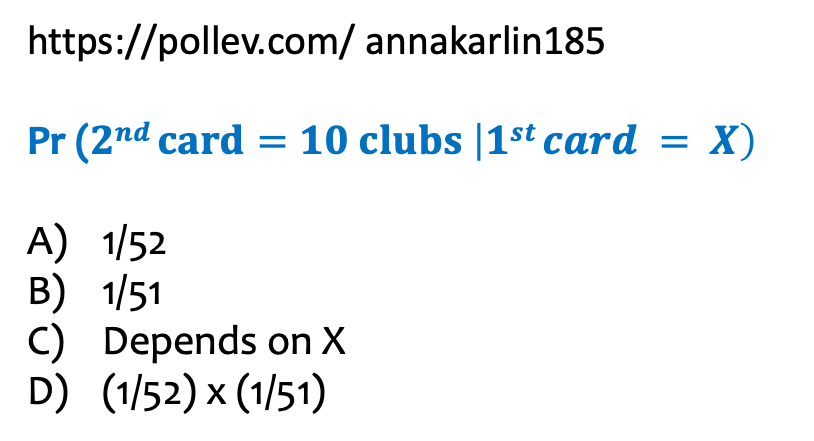 https://pollev.com/ annakarlin185
Pr (2ⁿᵈ card = 10 clubs |1ˢᵗ card = X)
A) 1/52
B) 1/51
C) Depends on X
D) (1/52) x (1/51)